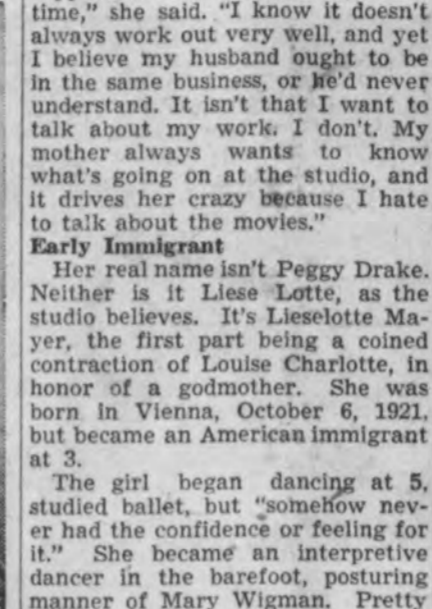 time," she said. "I know it doesn't
always work out very well, and yet
I believe my husband ought to be
in the same business, or he'd never
understand. It isn't that I want to
talk about my work. I don't. My
mother always wants to know
what's going on at the studio, and
it drives her crazy because I hate
to talk about the movies."
Early Immigrant
Her real name isn't Peggy Drake.
Neither is it Liese Lotte, as the
studio believes. It's Lieselotte Ma-
yer, the first part being a coined
contraction of Louise Charlotte, in
honor of a godmother. She was
born in Vienna, October 6, 1921,
but became an American immigrant
at 3.
The girl began dancing at 5,
studied ballet, but "somehow nev-
er had the confidence or feeling for
it." She became an interpretive
dancer in the barefoot, posturing
manner of Mary Wigman. Pretty